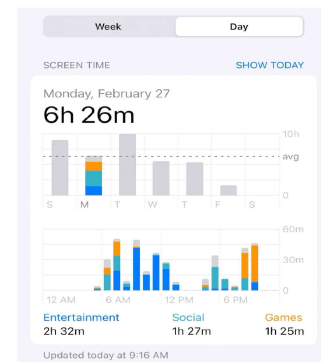 Week Day
SCREEN TIME SHOW TODAY
Monday, February 27
6h 26m
10h
avg
0
S M T W T F S
60m
30m
0
12 AM 6 AM 12 PM 6 PM
Entertainment Social Games
2h 32m 1h 27m 1h 25m
Updated today at 9:16 AM